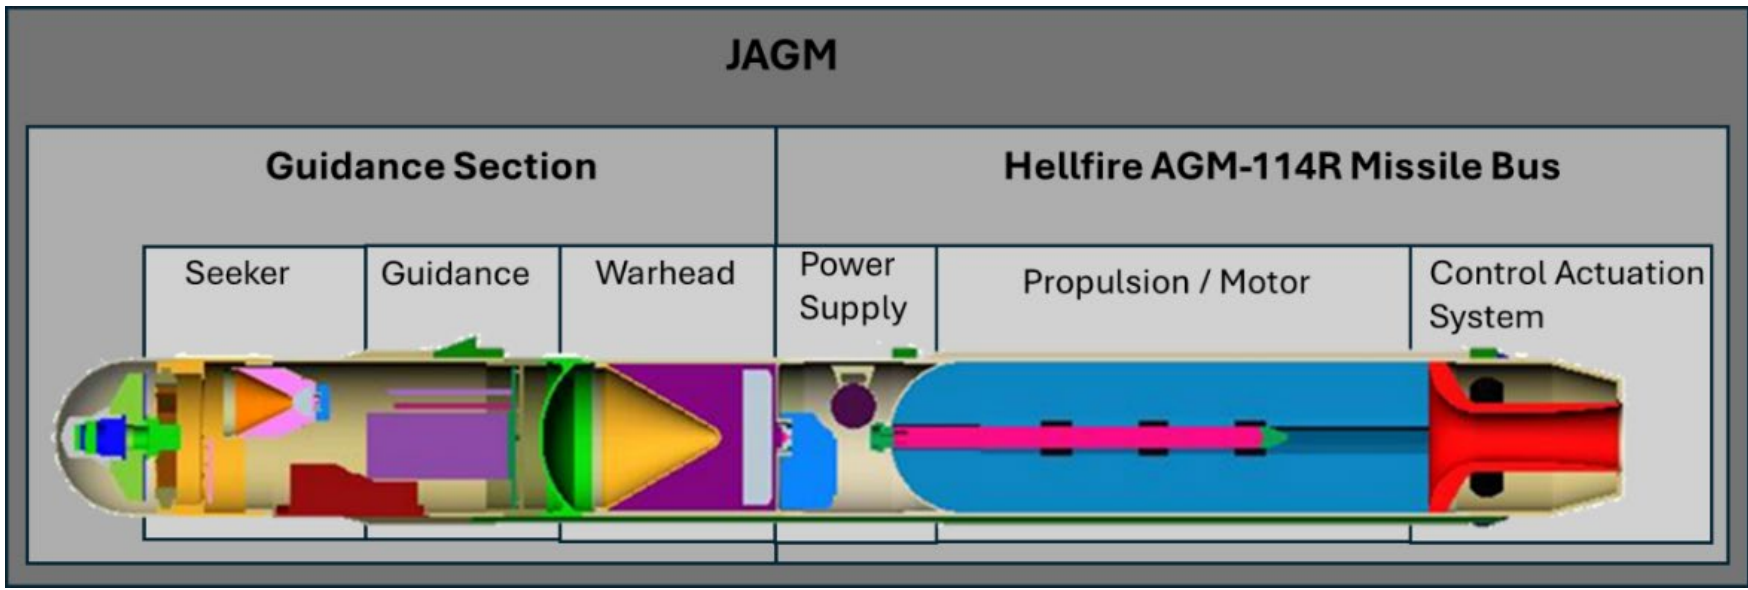 JAGM
Guidance Section
Hellfire AGM-114R Missile Bus
Seeker
Guidance
Warhead
Power
Supply
Propulsion / Motor
Control Actuation
System